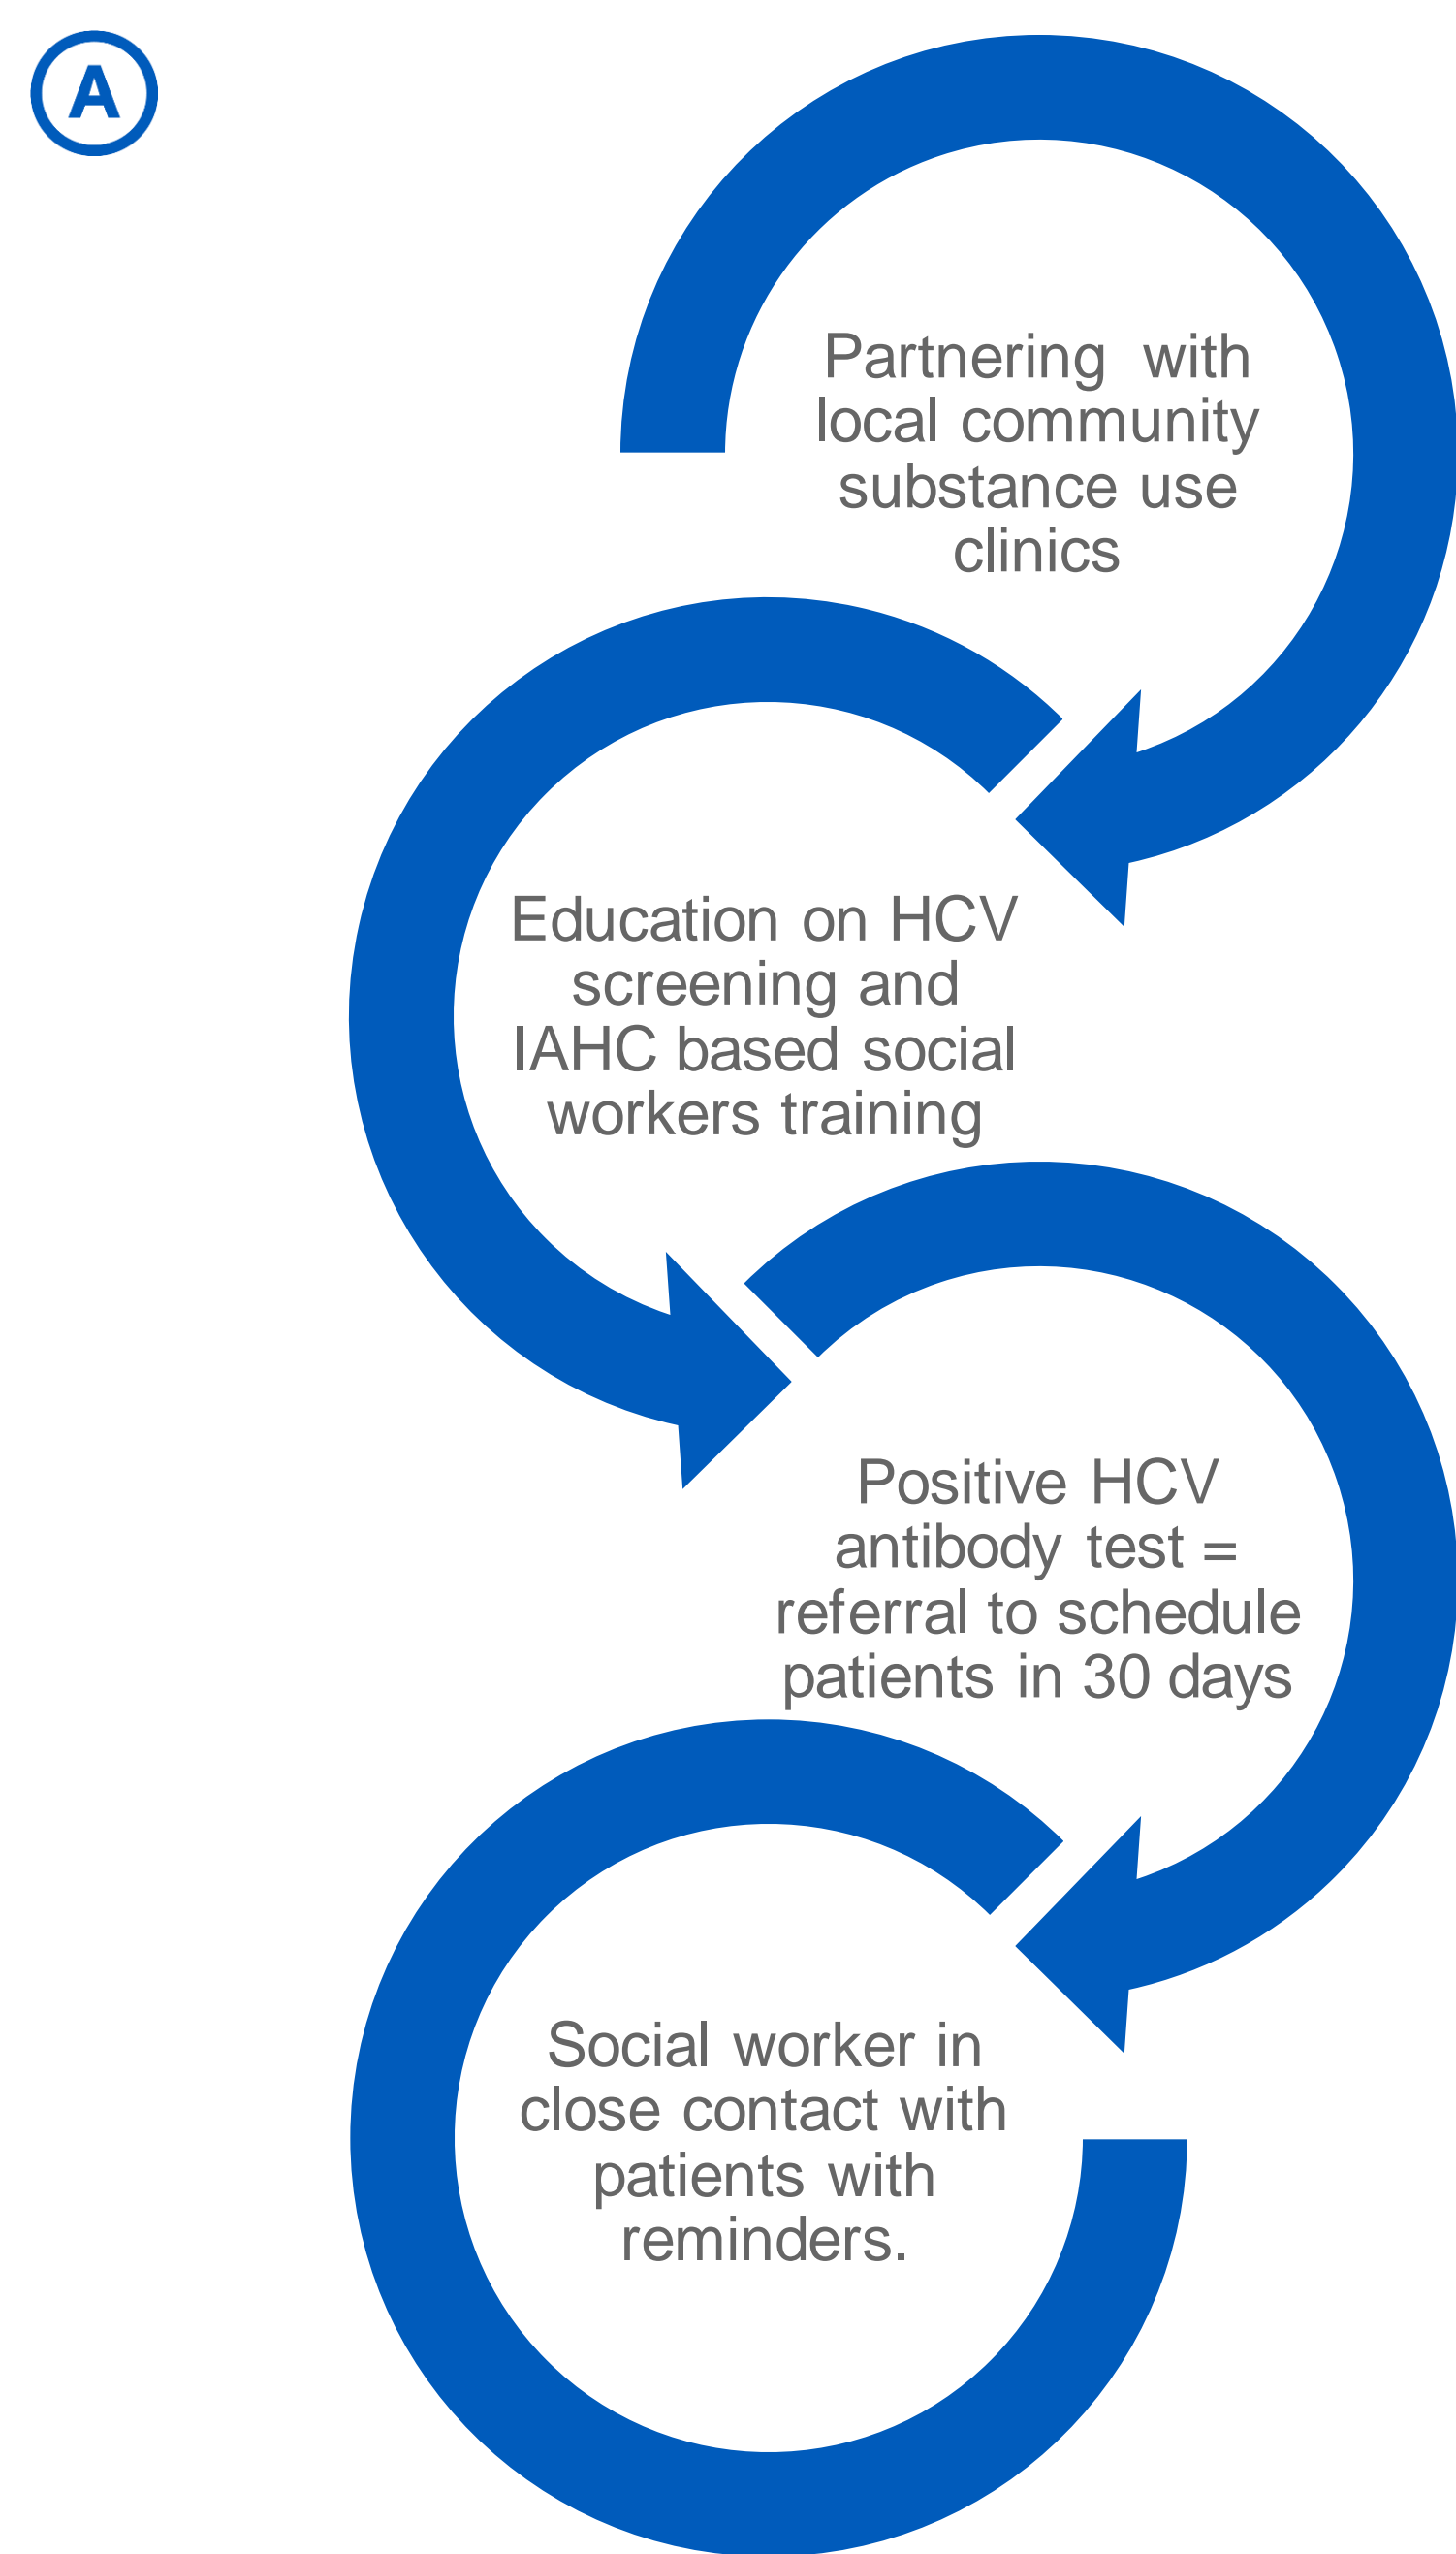 A
Partnering with
local community
substance use
clinics
Education on HCV
screening and
IAHC based social
workers training
Positive HCV
antibody test =
referral to schedule
patients in 30 days
Social worker in
close contact with
patients with
reminders.